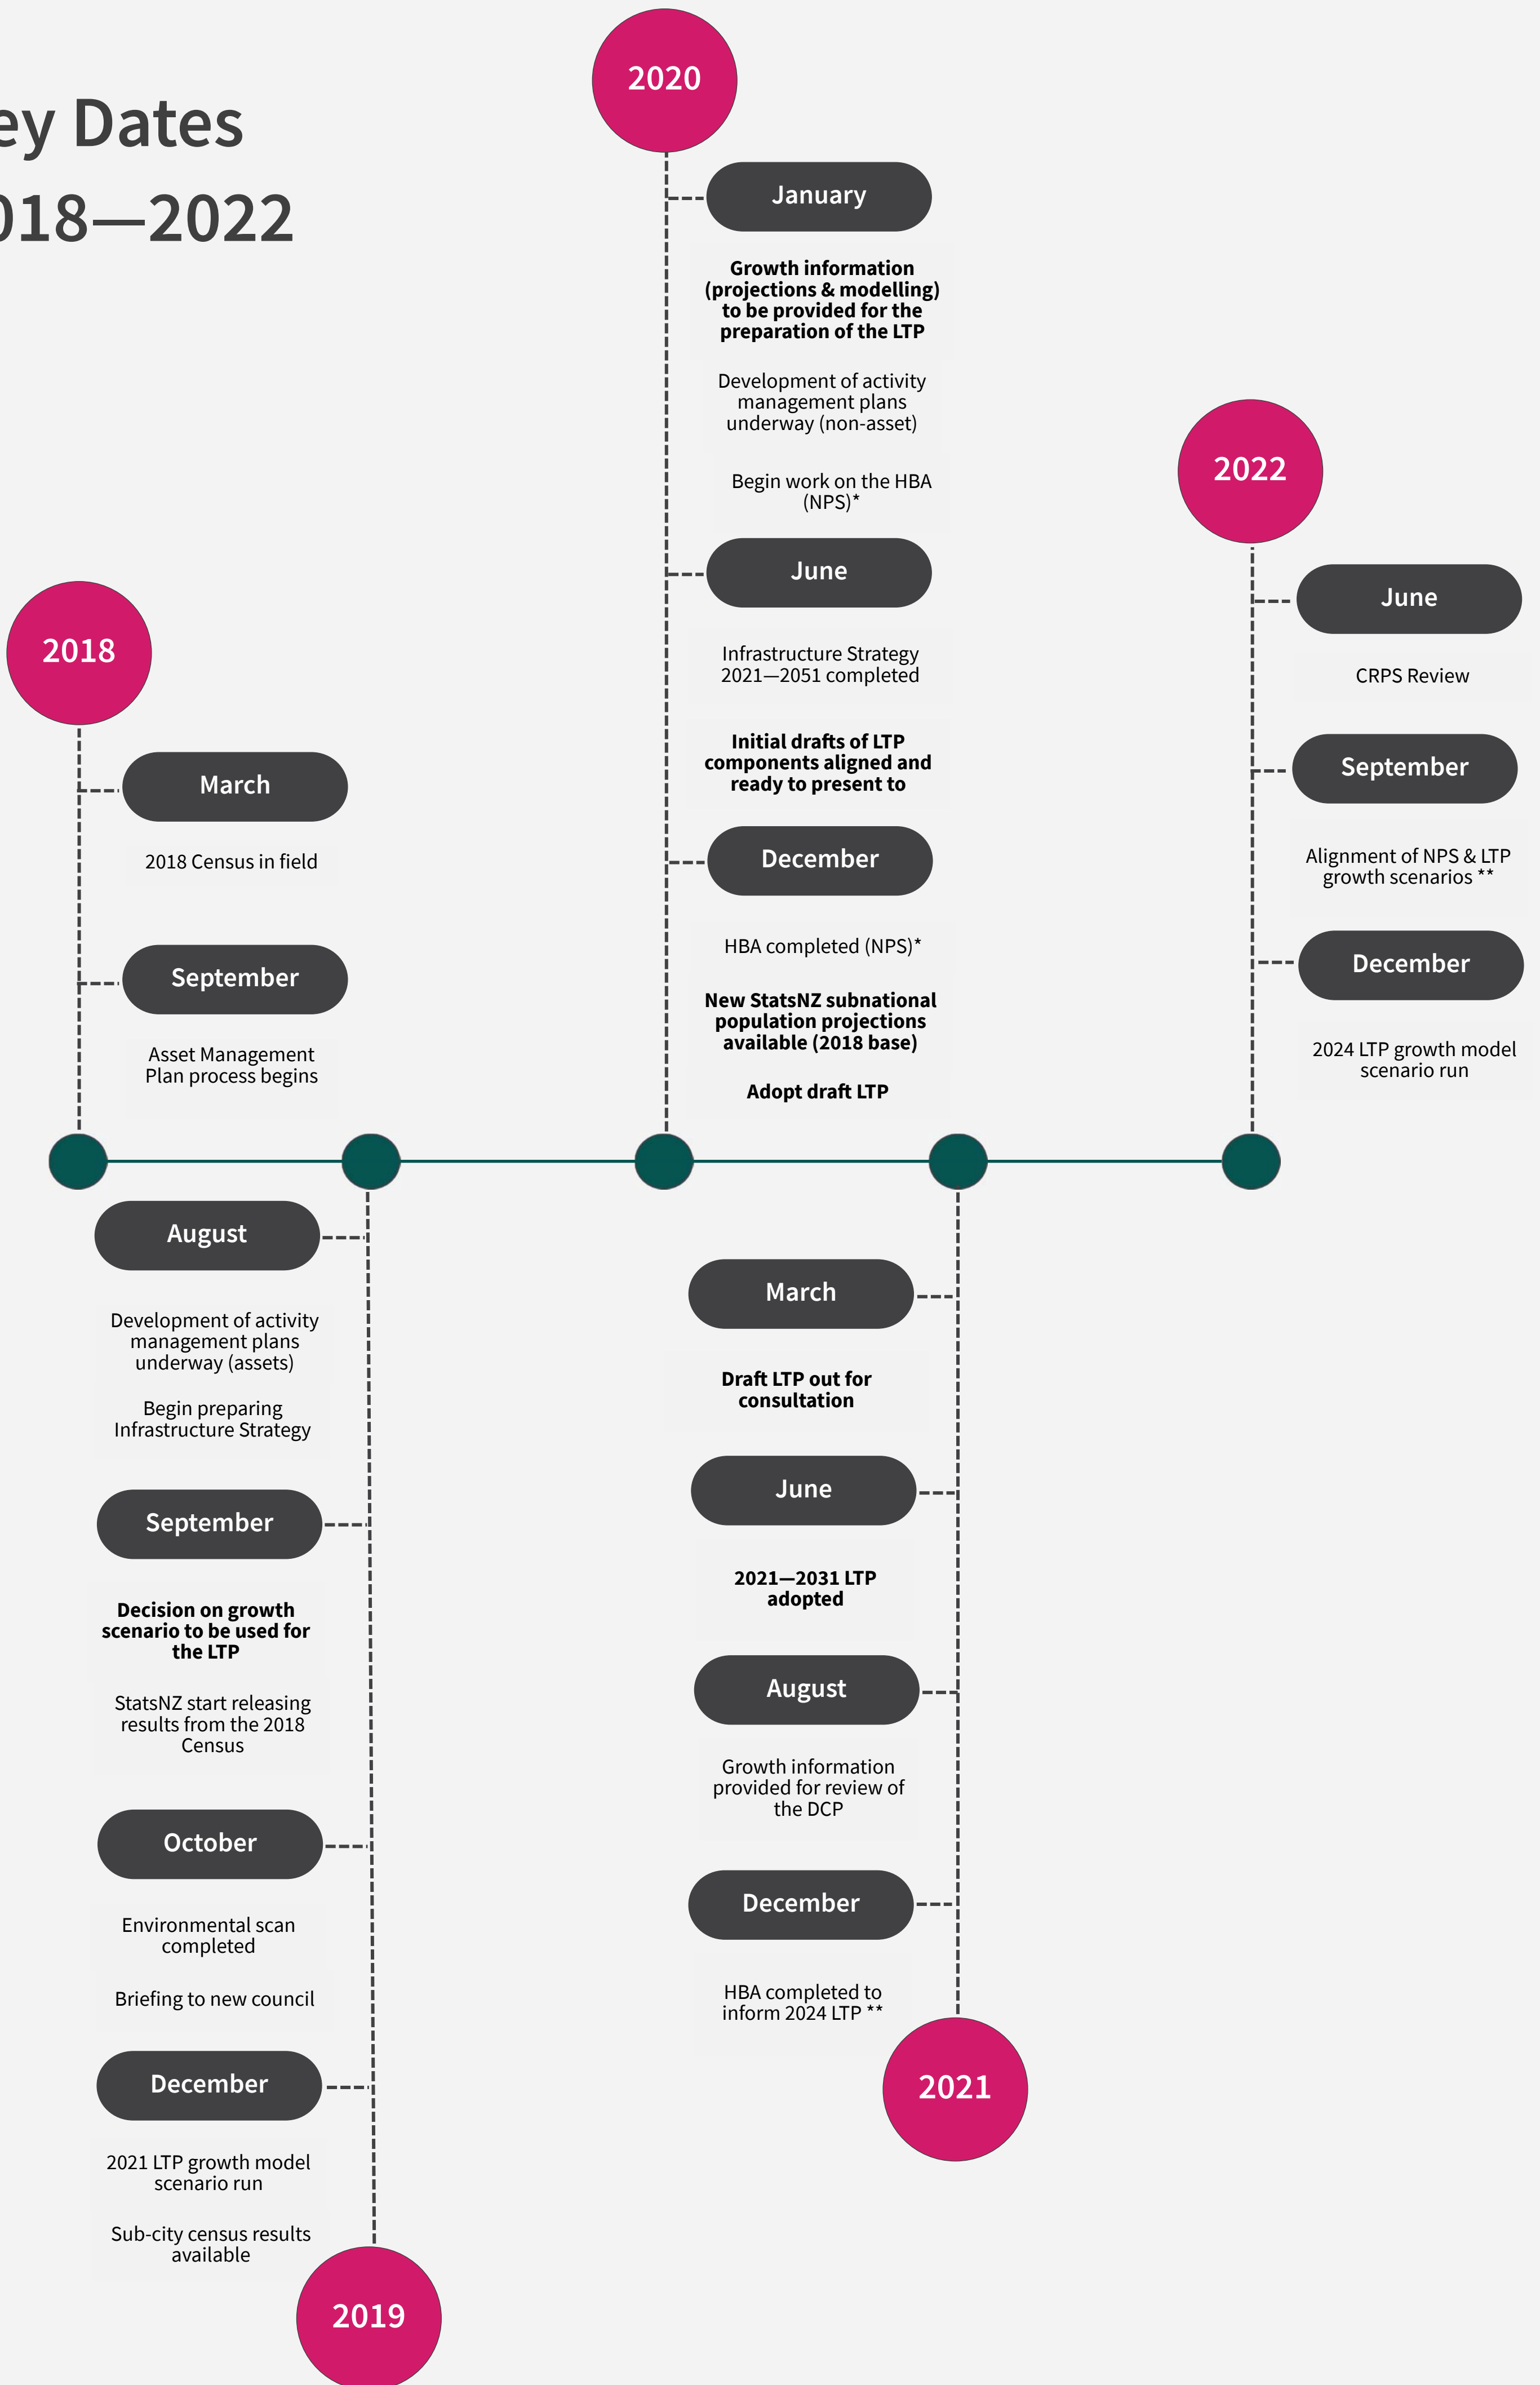 ey Dates
018—2022
2018
March
2018 Census in field
September
Asset Management
Plan process begins
August
Development of activity
management plans
underway (assets)
Begin preparing
Infrastructure Strategy
September
Decision on growth
scenario to be used for
the LTP
StatsNZ start releasing
results from the 2018
Census
October
Environmental scan
completed
Briefing to new council
December
2021 LTP growth model
scenario run
Sub-city census results
available
2019
2020
January
Growth information
(projections & modelling)
to be provided for the
preparation of the LTP
Development of activity
management plans
underway (non-asset)
Begin work on the HBA
(NPS)*
June
Infrastructure Strategy
2021—2051 completed
Initial drafts of LTP
components aligned and
ready to present to
December
HBA completed (NPS)*
New StatsNZ subnational
population projections
available (2018 base)
Adopt draft LTP
March
Draft LTP out for
consultation
June
2021—2031 LTP
adopted
August
Growth information
provided for review of
the DCP
December
HBA completed to
inform 2024 LTP **
2021
2022
June
CRPS Review
September
Alignment of NPS & LTP
growth scenarios **
December
2024 LTP growth model
scenario run